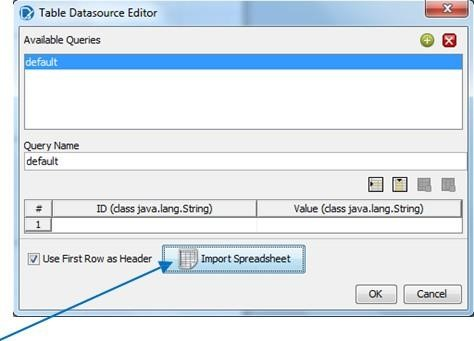 Table Datasource Editor
Available Queries
default
Query Name
default
# ID (class java.lang.String) Value (class java.lang.String)
1
Use First Row as Header Import Spreadsheet
OK Cancel